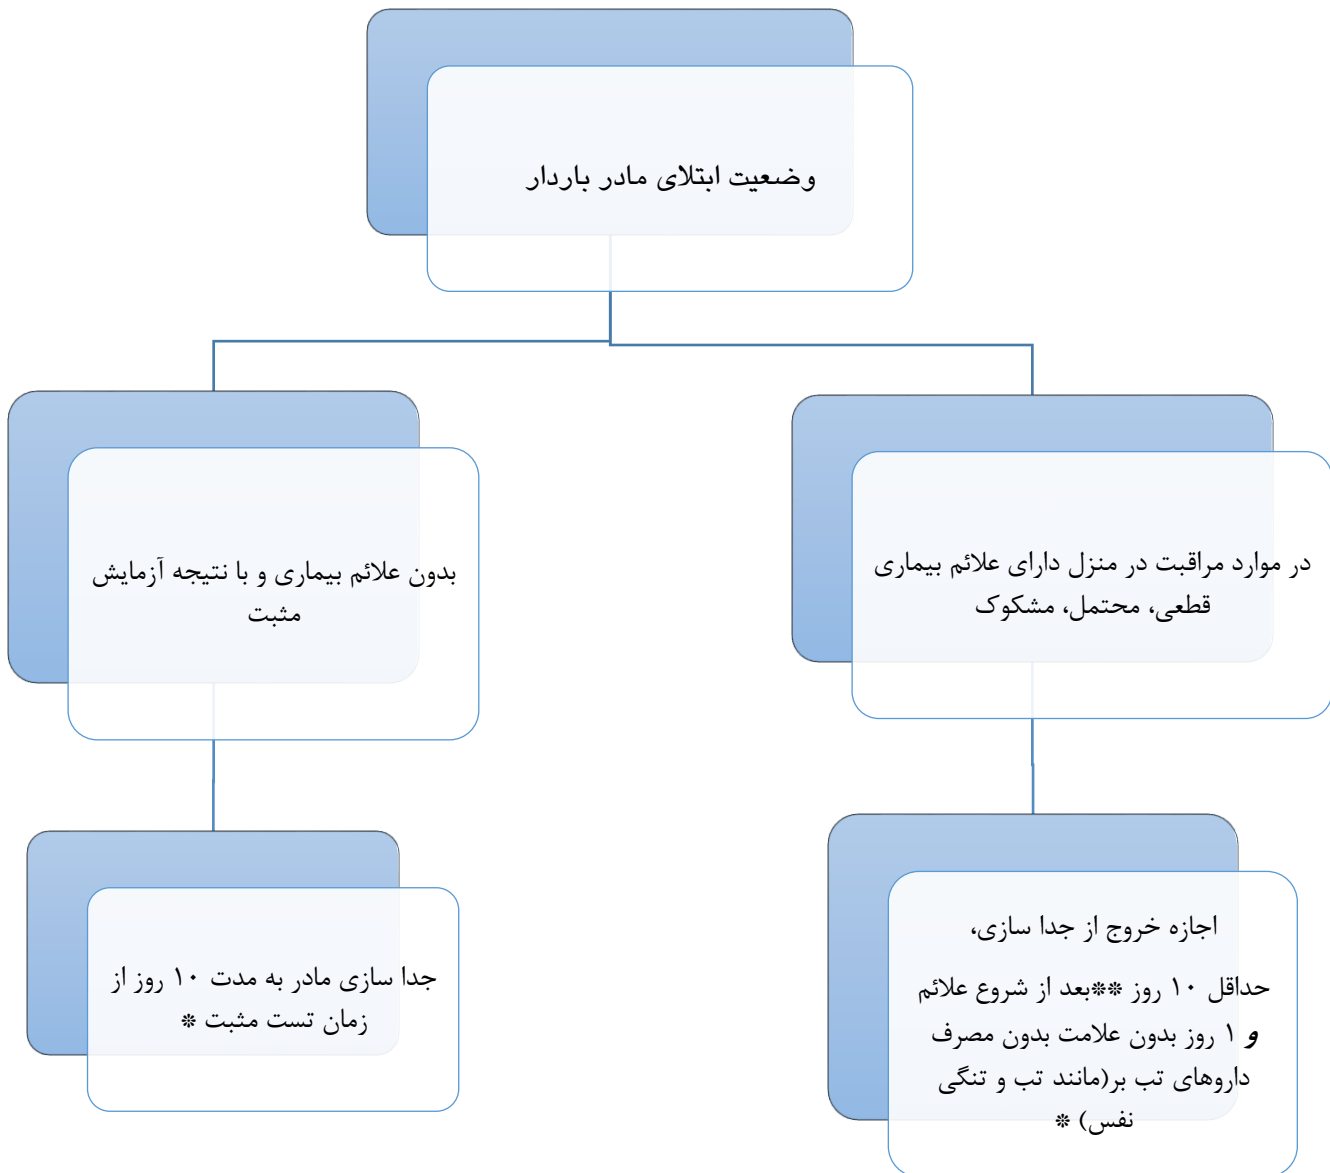 وضعیت ابتلای مادر باردار
در موارد مراقبت در منزل دارای علائم بیماری
قطعی، محتمل، مشکوک
بدون علائم بیماری و با نتیجه آزمایش
مثبت
اجازه خروج از جدا سازی،
حداقل ۱۰ روز **بعد از شروع علائم
و ۱ روز بدون علامت بدون مصرف
داروهای تب بر(مانند تب و تنگی
نفس) *
جدا سازی مادر به مدت ۱۰ روز از
زمان تست مثبت *